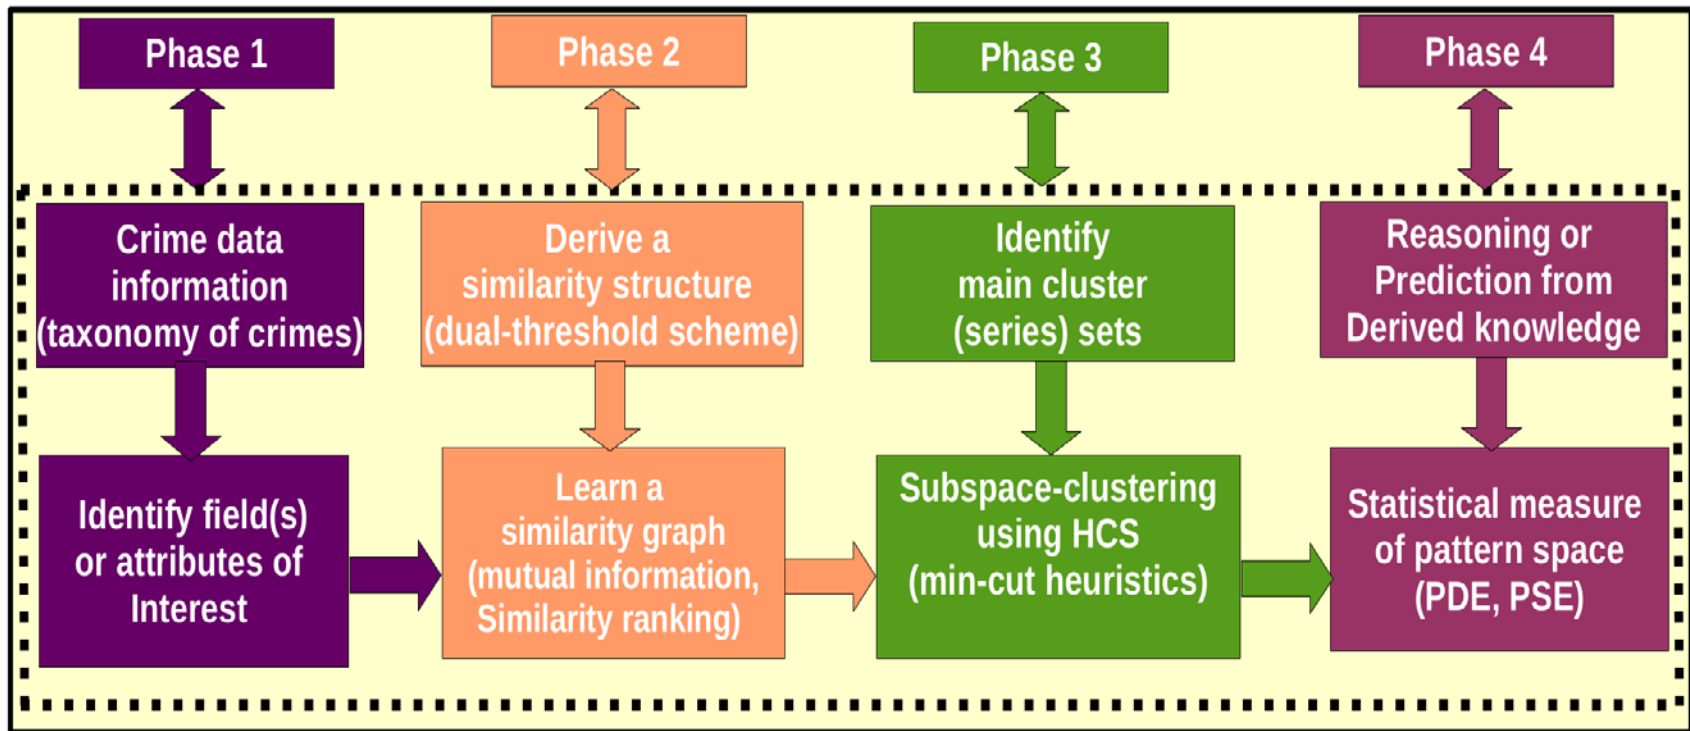 Phase 1
Phase 2
Phase 3
Phase 4
Crime data
information
(taxonomy of crimes)
Derive a
similarity structure
(dual-threshold scheme)
Identify
main cluster
(series) sets
Reasoning or
Prediction from
Derived knowledge
Identify field(s)
or attributes of
Interest
Learn a
similarity graph
(mutual information,
Similarity ranking)
Subspace-clustering
using HCS
(min-cut heuristics)
Statistical measure
of pattern space
(PDE, PSE)